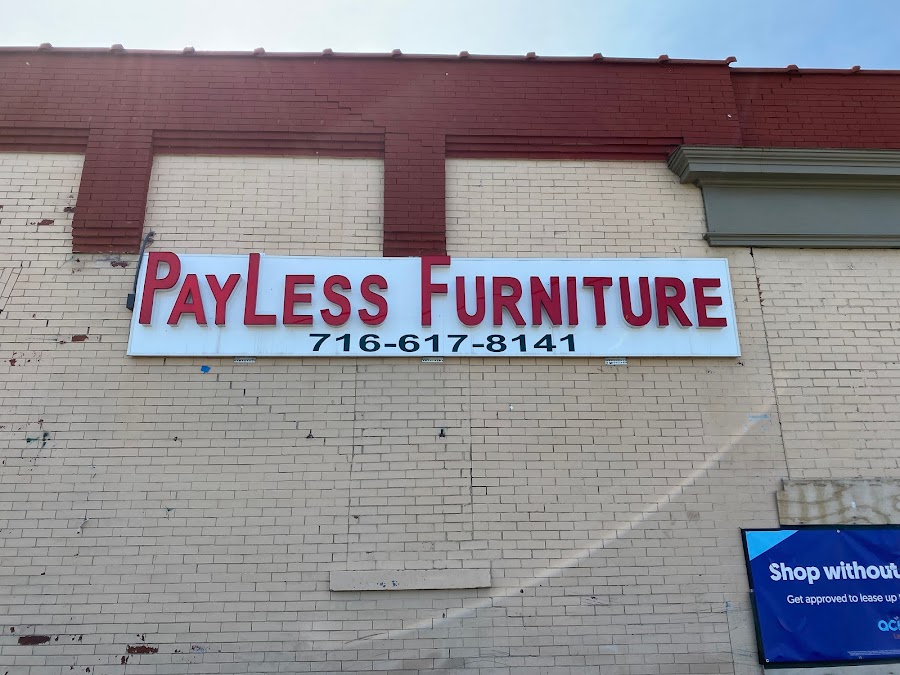 PAYLESS FURNITURE
716-617-8141
Shop without
Get approved to lease up